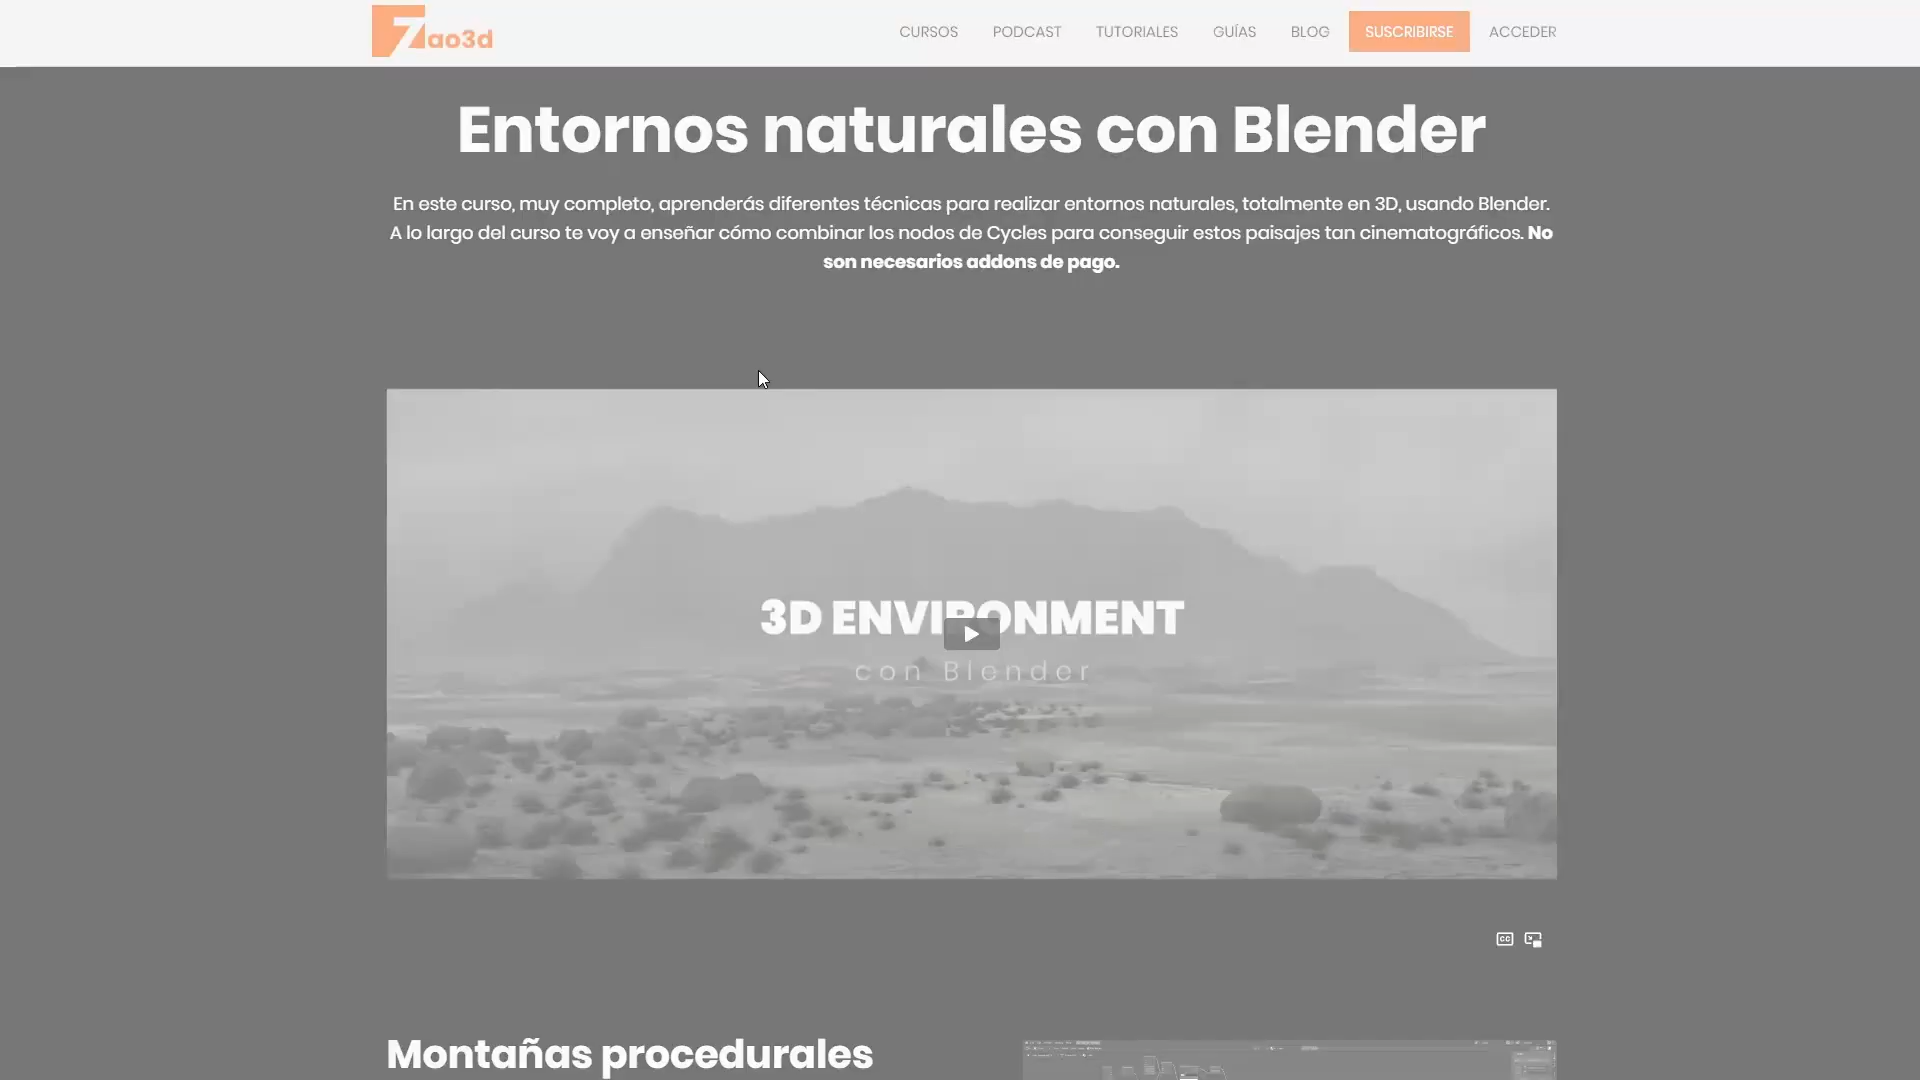 7ao3d
CURSOS PODCAST TUTORIALES GUÍAS BLOG SUSCRIBIRSE ACCEDER
Entornos naturales con Blender
En este curso, muy completo, aprenderás diferentes técnicas para realizar entornos naturales, totalmente en 3D, usando Blender.
A lo largo del curso te voy a enseñar cómo combinar los nodos de Cycles para conseguir estos paisajes tan cinematográficos. No
son necesarios addons de pago.
3D ENVIRONMENT
con Blender
CC
Montañas procedurales